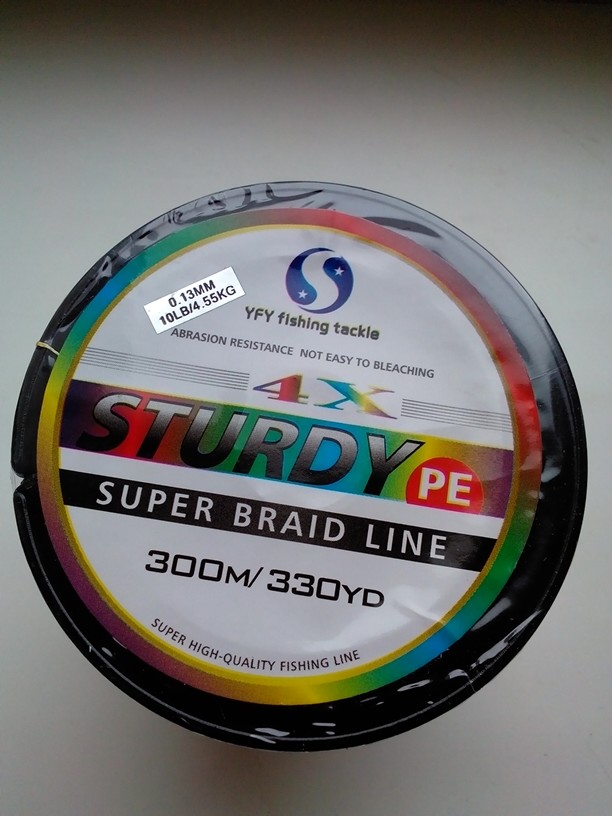 0.13MM
10LB/4.55KG
YFY fishing tackle
ABRASION RESISTANCE NOT EASY TO BLEACHING
4X
STURDY PE
SUPER BRAID LINE
300M/330YD
SUPER HIGH-QUALITY FISHING LINE